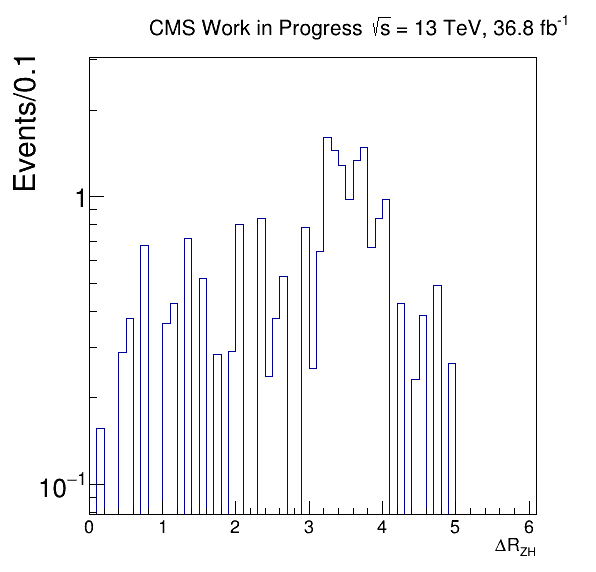 CMS Work in Progress √s = 13 TeV, 36.8 fb⁻¹
Events/0.1
1
10⁻¹
0 1 2 3 4 5 6
ΔR_ZH